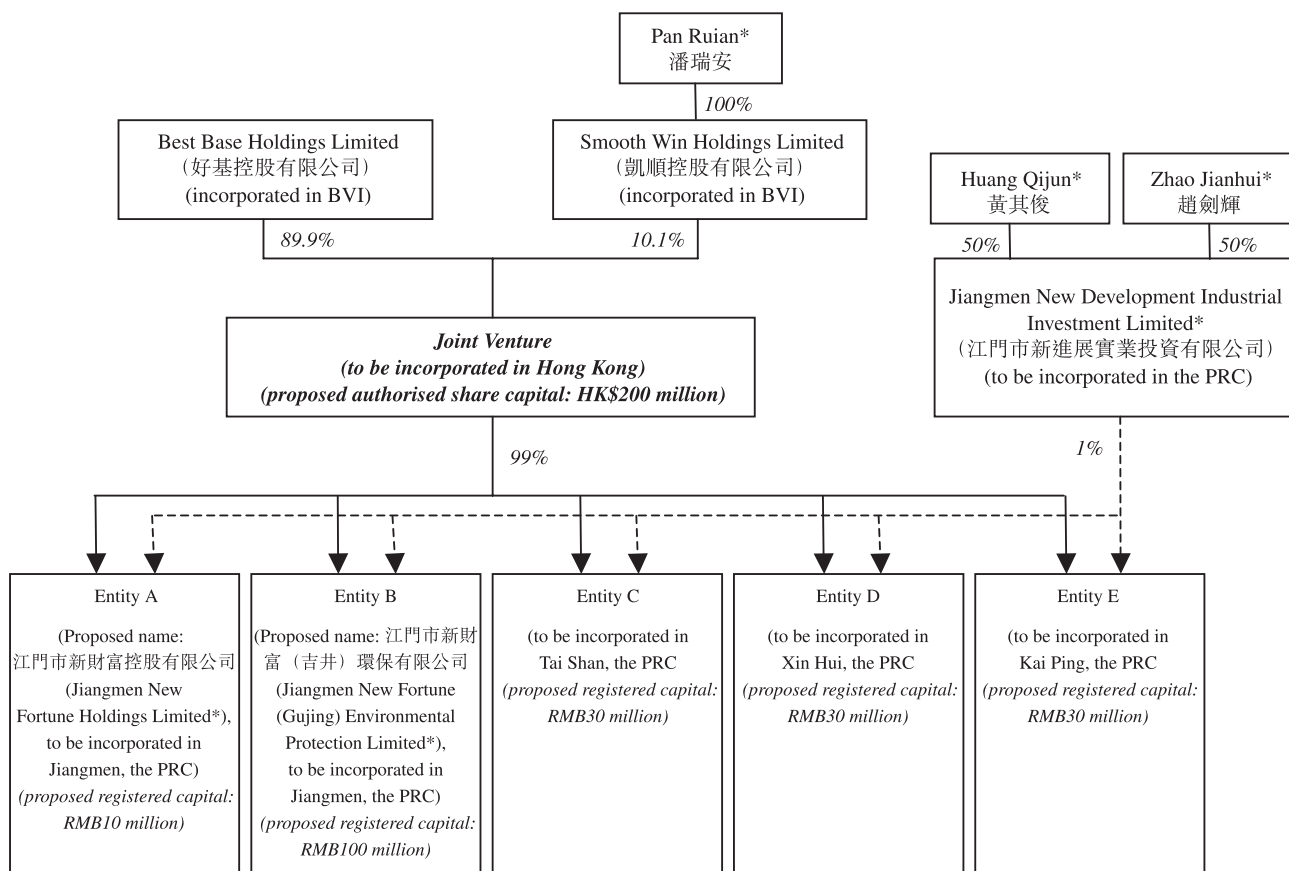 Pan Ruian*
潘瑞安
100%
Best Base Holdings Limited
(好基控股有限公司)
(incorporated in BVI)
Smooth Win Holdings Limited
(凱順控股有限公司)
(incorporated in BVI)
Huang Qijun*
黃其俊
Zhao Jianhui*
趙劍輝
89.9%
10.1%
50%
50%
Joint Venture
(to be incorporated in Hong Kong)
(proposed authorised share capital: HK$200 million)
Jiangmen New Development Industrial
Investment Limited*
(江門市新進展實業投資有限公司)
(to be incorporated in the PRC)
99%
1%
Entity A
(Proposed name:
江門市新財富控股有限公司
(Jiangmen New
Fortune Holdings Limited*),
to be incorporated in
Jiangmen, the PRC)
(proposed registered capital:
RMB10 million)
Entity B
(Proposed name: 江門市新財
富（吉井）環保有限公司
(Jiangmen New Fortune
(Gujing) Environmental
Protection Limited*),
to be incorporated in
Jiangmen, the PRC)
(proposed registered capital:
RMB100 million)
Entity C
(to be incorporated in
Tai Shan, the PRC
(proposed registered capital:
RMB30 million)
Entity D
(to be incorporated in
Xin Hui, the PRC
(proposed registered capital:
RMB30 million)
Entity E
(to be incorporated in
Kai Ping, the PRC
(proposed registered capital:
RMB30 million)